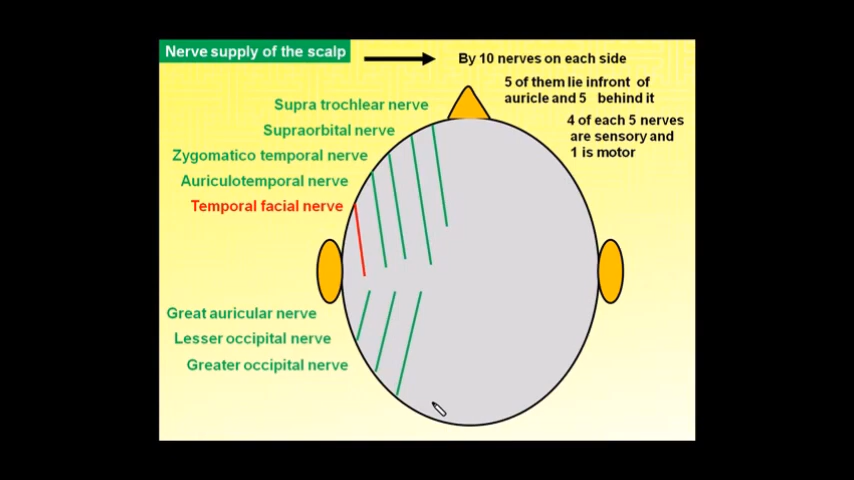 Nerve supply of the scalp
By 10 nerves on each side
5 of them lie infront of
auricle and 5 behind it
4 of each 5 nerves
are sensory and
1 is motor
Supra trochlear nerve
Supraorbital nerve
Zygomatico temporal nerve
Auriculotemporal nerve
Temporal facial nerve
Great auricular nerve
Lesser occipital nerve
Greater occipital nerve